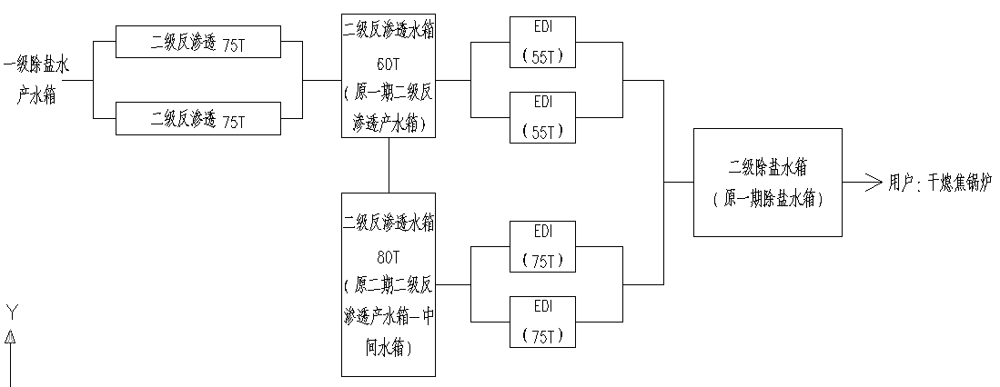 一级除盐水
产水箱
二级反渗透 75T
二级反渗透 75T
二级反渗透水箱
60T
(原一期二级反
渗透产水箱)
二级反渗透水箱
80T
(原二期二级反
渗透产水箱-中
间水箱)
EDI
(55T)
EDI
(55T)
EDI
(75T)
EDI
(75T)
二级除盐水箱
(原一期除盐水箱)
用户:干熄焦锅炉
Y